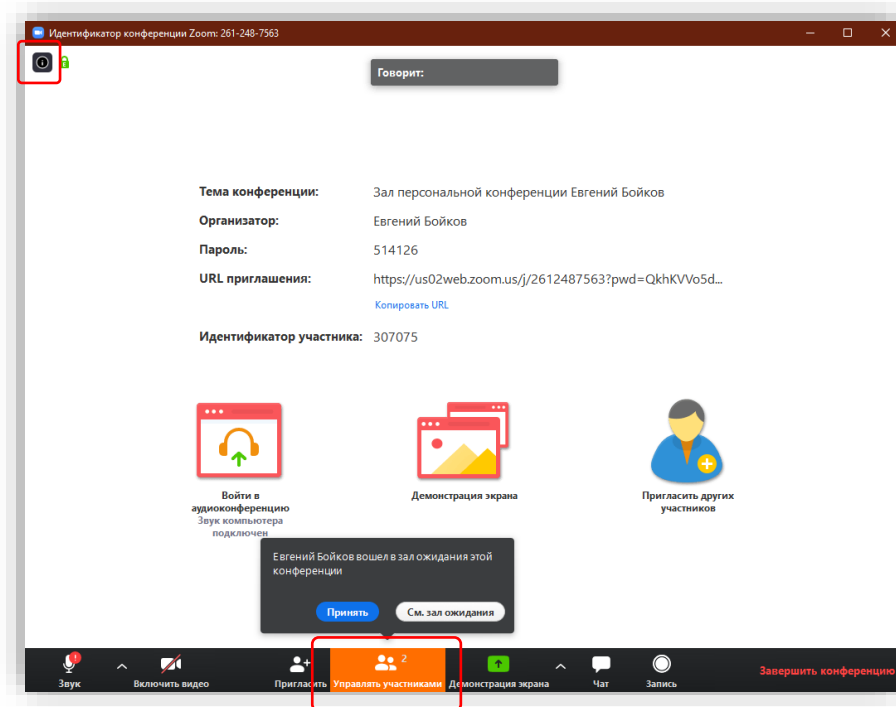 Идентификатор конференции Zoom: 261-248-7563
Говорит:
Тема конференции: Зал персональной конференции Евгений Бойков
Организатор: Евгений Бойков
Пароль: 514126
URL приглашения: https://us02web.zoom.us/j/2612487563?pwd=QkhKVVo5d...
Копировать URL
Идентификатор участника: 307075
Войти в
аудиоконференцию
Звук компьютера
подключен
Демонстрация экрана
Пригласить других
участников
Евгений Бойков вошел в зал ожидания этой
конференции
Принять
См. зал ожидания
Звук
Включить видео
Пригласить
2
Управлять участниками
Демонстрация экрана
Чат
Запись
Завершить конференцию